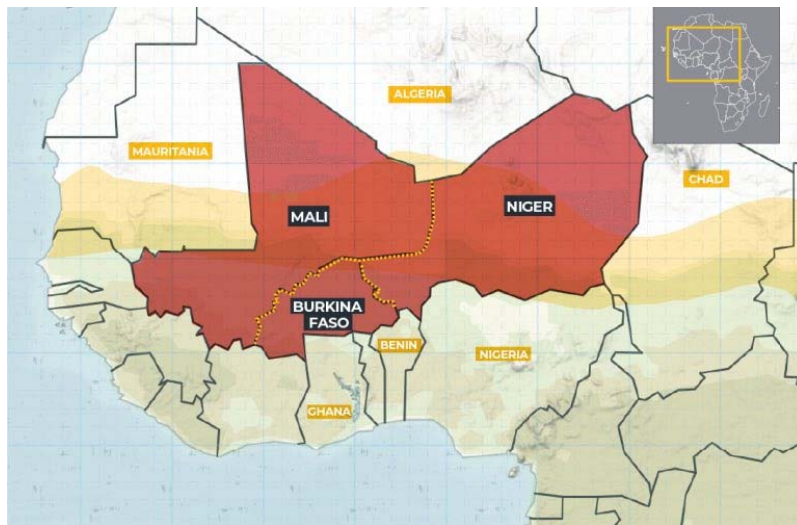 ALGERIA
MAURITANIA
CHAD
MALI
NIGER
BURKINA
FASO
BENIN
NIGERIA
GHANA